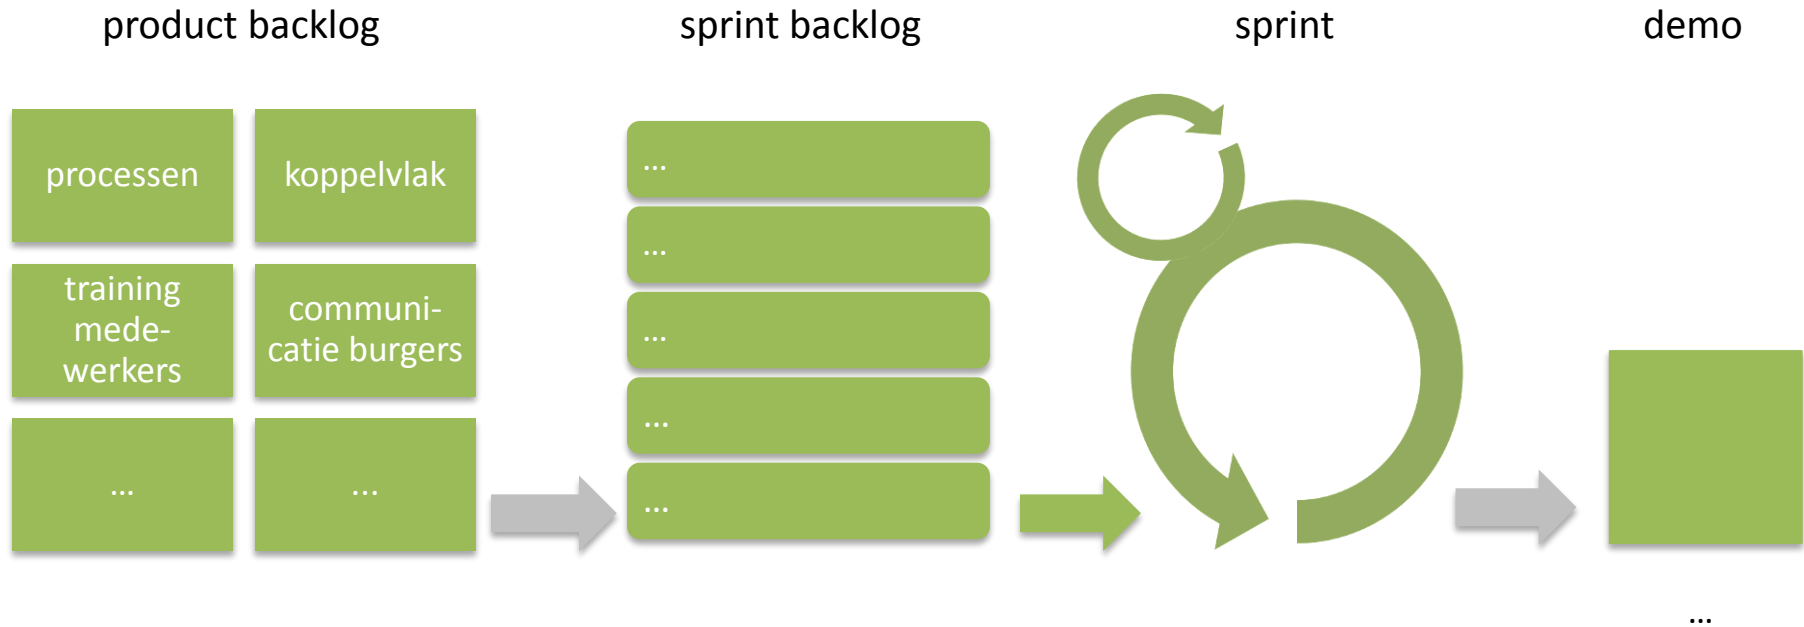 product backlog
sprint backlog
sprint
demo
processen
koppelvlak
training
mede-
werkers
communi-
catie burgers
...
...
...
...
...
...
...
...